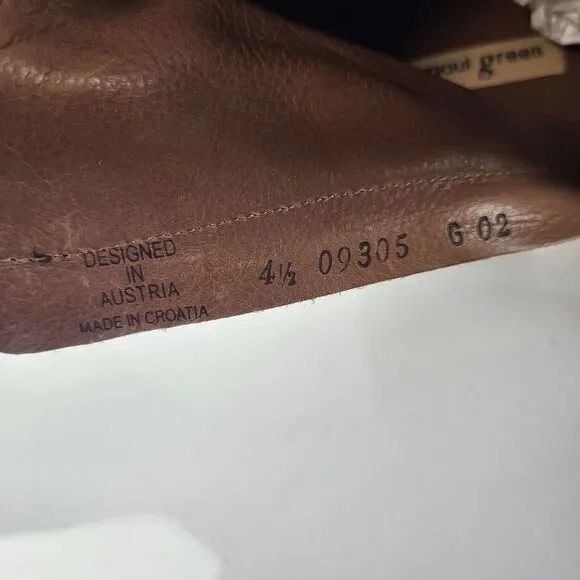 paul green
DESIGNED
IN
AUSTRIA
MADE IN CROATIA
4½ 09305 G 02